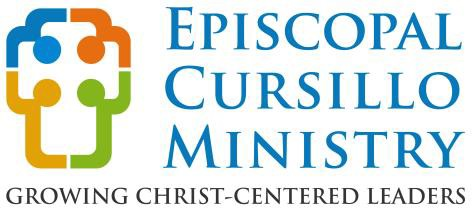 EPISCOPAL
CURSILLO
MINISTRY
GROWING CHRIST-CENTERED LEADERS